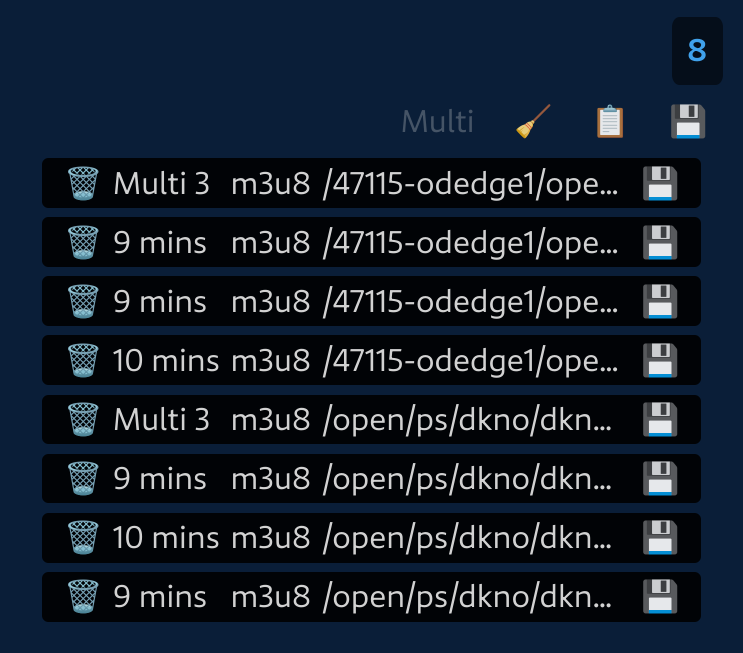 8
Multi
Multi 3 m3u8 /47115-odedge1/ope...
9 mins m3u8 /47115-odedge1/ope...
9 mins m3u8 /47115-odedge1/ope...
10 mins m3u8 /47115-odedge1/ope...
Multi 3 m3u8 /open/ps/dkno/dkn...
9 mins m3u8 /open/ps/dkno/dkn...
10 mins m3u8 /open/ps/dkno/dkn...
9 mins m3u8 /open/ps/dkno/dkn...